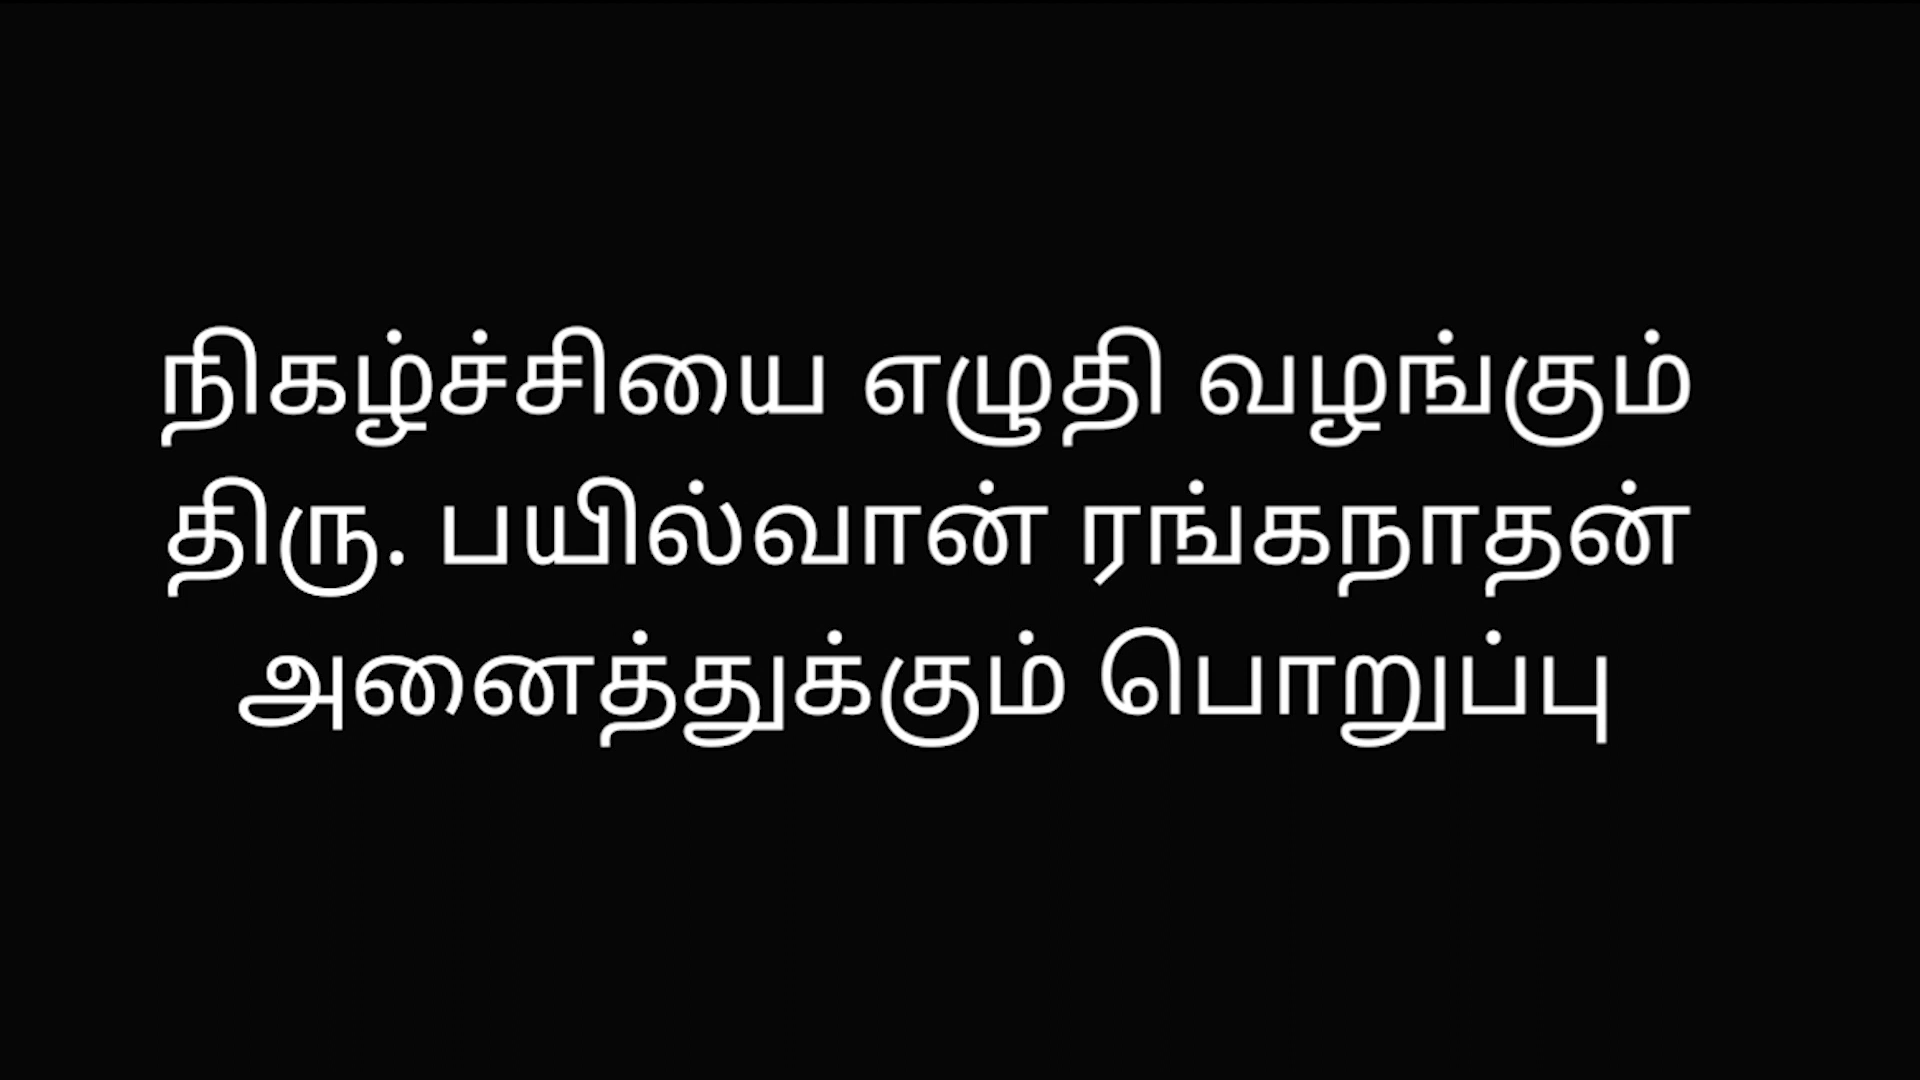 நிகழ்ச்சியை எழுதி வழங்கும்
திரு. பயில்வான் ரங்கநாதன்
அனைத்துக்கும் பொறுப்பு